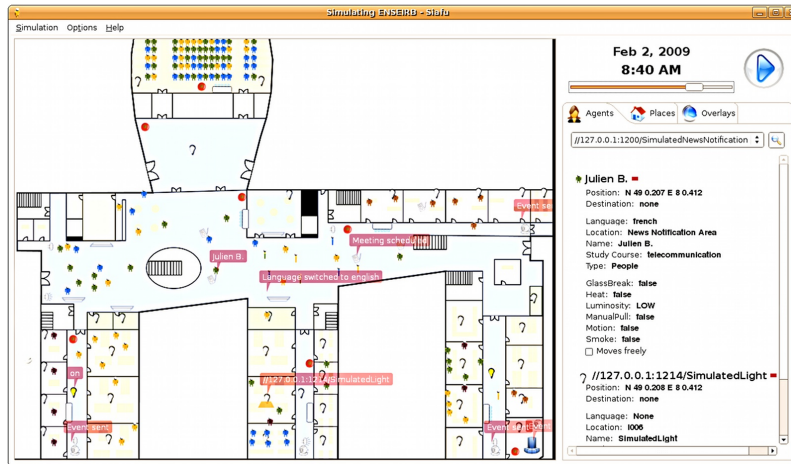 Simulating ENSEIRB - Siafu
Simulation Options Help
Feb 2, 2009
8:40 AM
Agents Places Overlays
//127.0.0.1:1200/SimulatedNewsNotification
Julien B.
Position: N 49 0.207 E 8 0.412
Destination: none
Language: french
Location: News Notification Area
Name: Julien B.
Study Course: telecommunication
Type: People
GlassBreak: false
Heat: false
Luminosity: LOW
ManualPull: false
Motion: false
Smoke: false
Moves freely
//127.0.0.1:1214/SimulatedLight
Position: N 49 0.208 E 8 0.412
Destination: none
Language: None
Location: I006
Name: SimulatedLight
Event se
Meeting scheduled
Julien B.
Language switched to english
on
//127.0.0.1:1214/SimulatedLight
Event sent
Event sent
Event